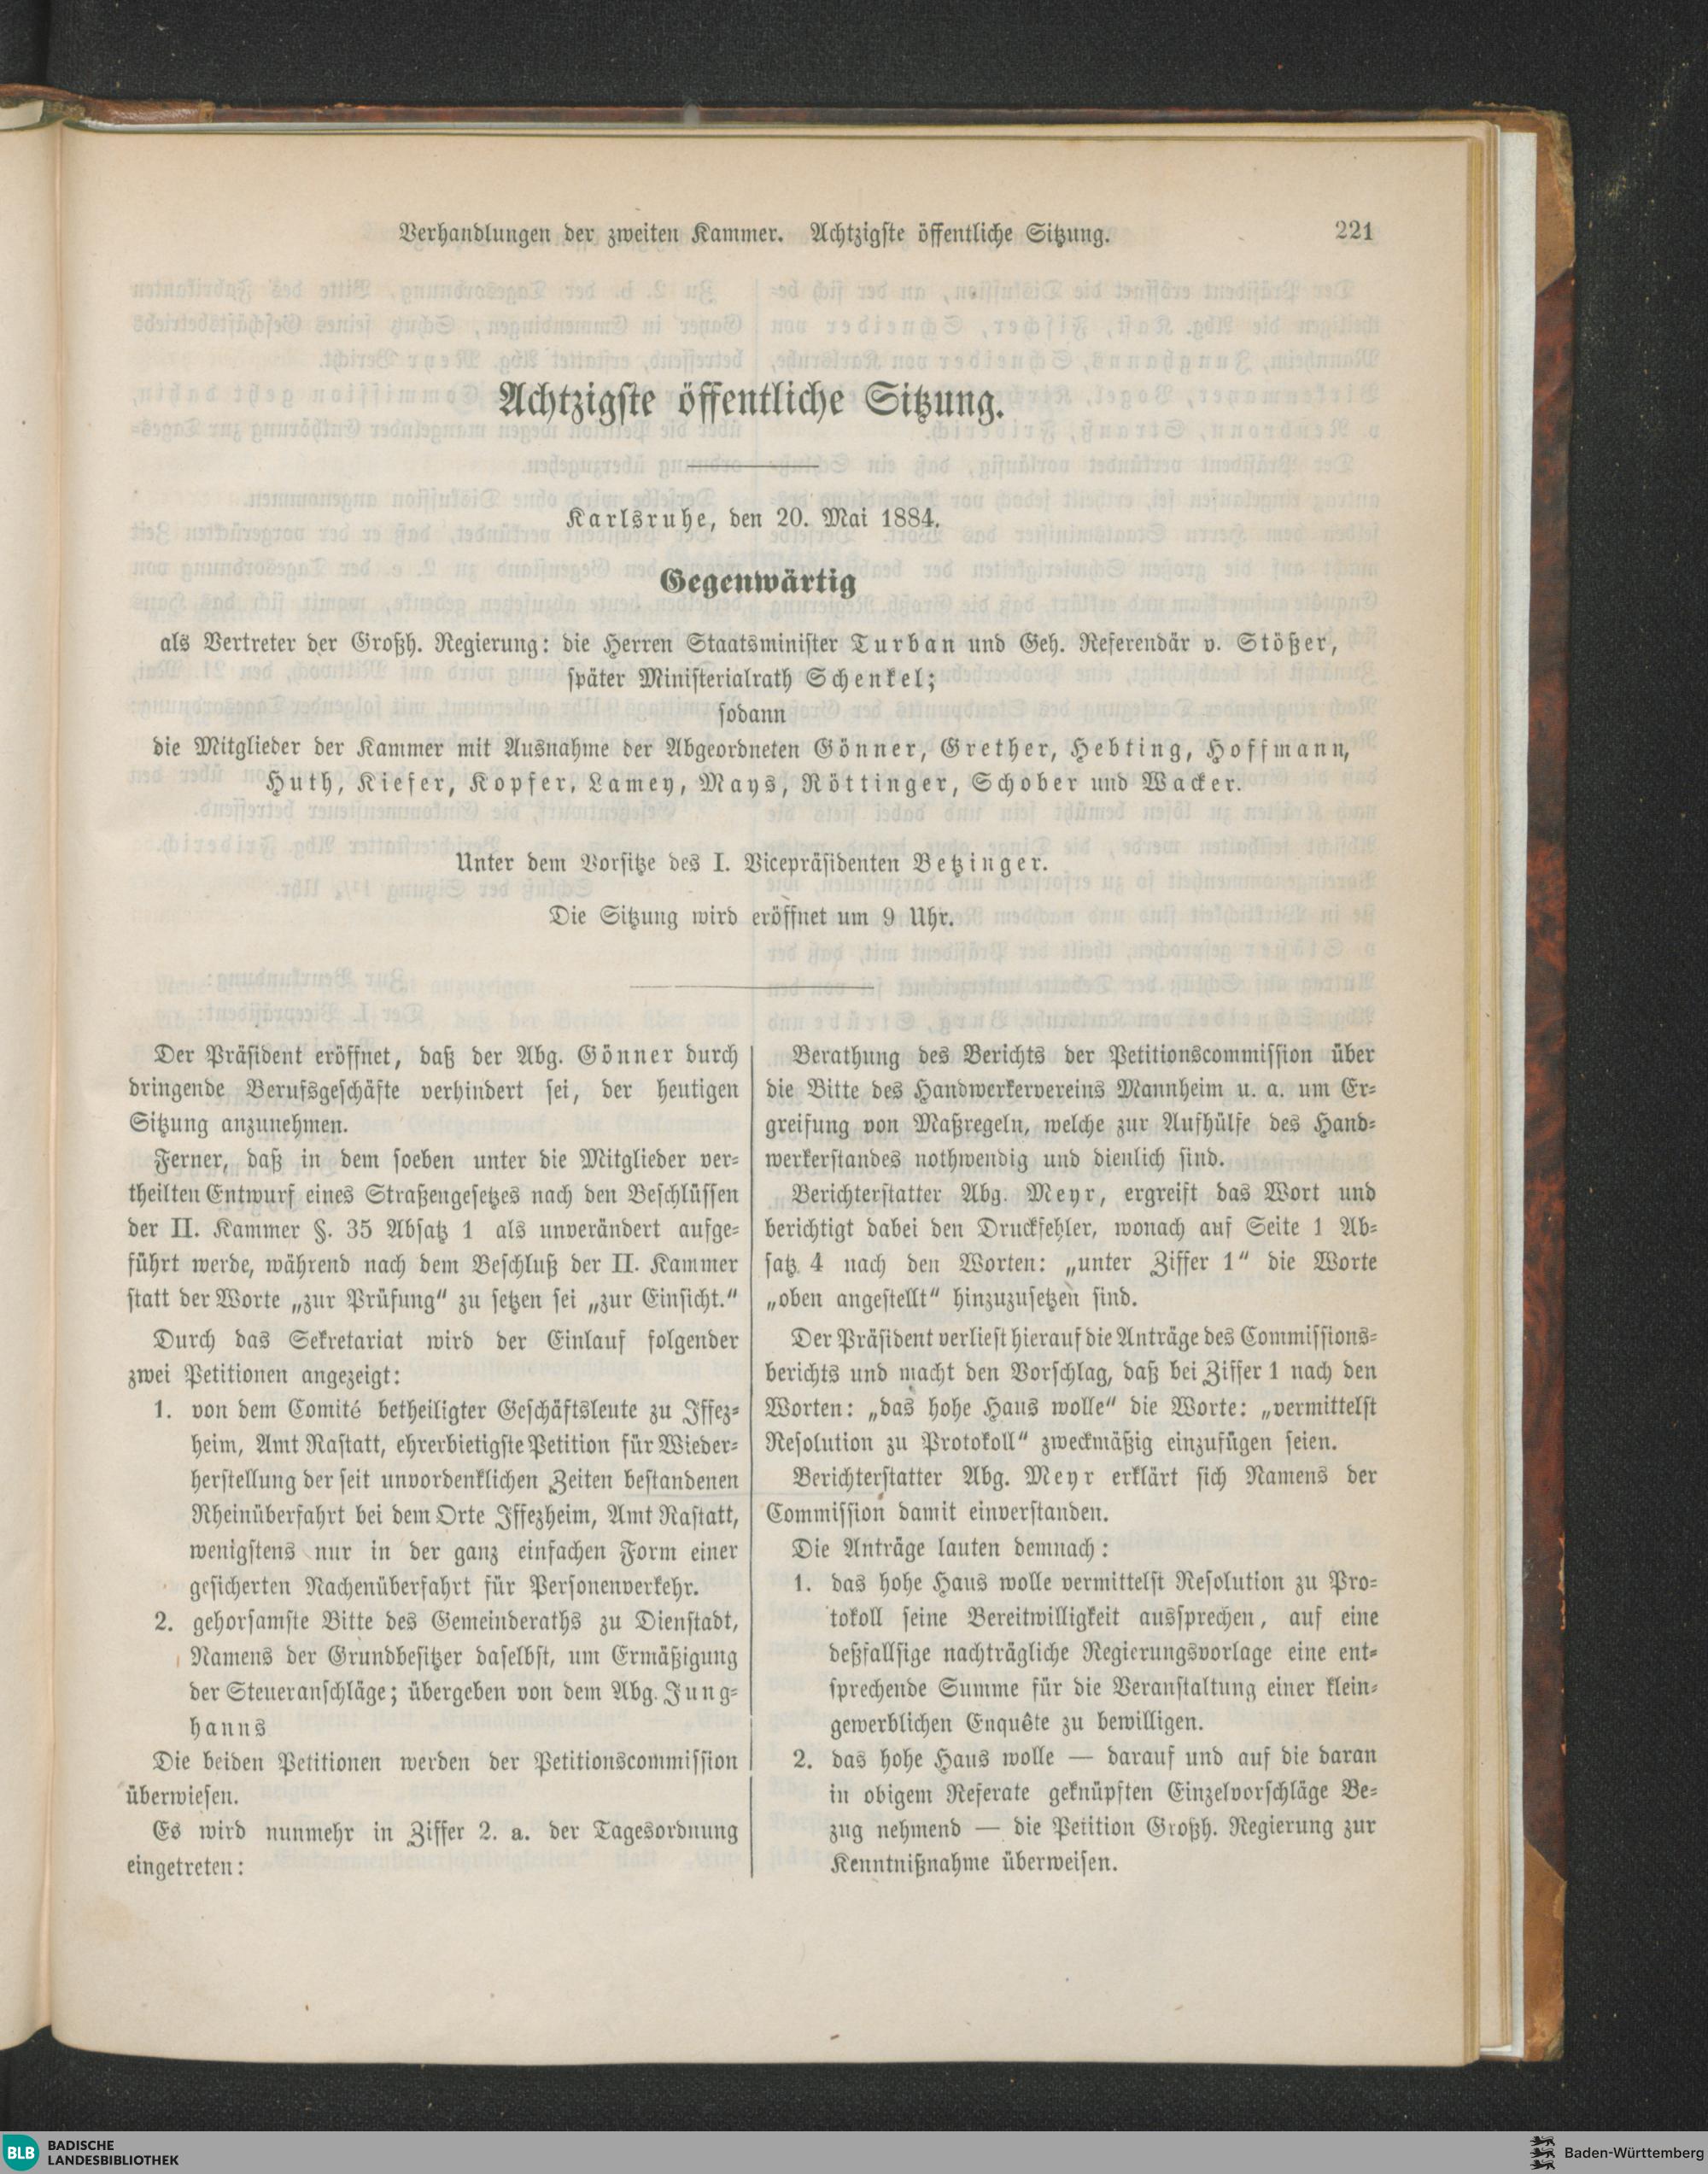 Verhandlungen der zweiten Kammer. Achtzigste öffentliche Sitzung. 221
Achtzigste öffentliche Sitzung.
Karlsruhe, den 20. Mai 1884.
Gegenwärtig
als Vertreter der Großh. Regierung: die Herren Staatsminister Turban und Geh. Referendär v. Stößer,
später Ministerialrath Schenkel;
sodann
die Mitglieder der Kammer mit Ausnahme der Abgeordneten Gönner, Grether, Hebting, Hoffmann,
Huth, Kiefer, Kopfer, Lamey, Mays, Röttinger, Schober und Wacker.
Unter dem Vorsitze des I. Vicepräsidenten Betzinger.
Die Sitzung wird eröffnet um 9 Uhr.
Der Präsident eröffnet, daß der Abg. Gönner durch
dringende Berufsgeschäfte verhindert sei, der heutigen
Sitzung anzunehmen.
Ferner, daß in dem soeben unter die Mitglieder ver-
theilten Entwurf eines Straßengesetzes nach den Beschlüssen
der II. Kammer §. 35 Absatz 1 als unverändert aufge-
führt werde, während nach dem Beschluß der II. Kammer
statt der Worte „zur Prüfung“ zu setzen sei „zur Einsicht.“
Durch das Sekretariat wird der Einlauf folgender
zwei Petitionen angezeigt:
1. von dem Comité betheiligter Geschäftsleute zu Iffez-
heim, Amt Rastatt, ehrerbietigste Petition für Wieder-
herstellung der seit unvordenklichen Zeiten bestandenen
Rheinüberfahrt bei dem Orte Iffezheim, Amt Rastatt,
wenigstens nur in der ganz einfachen Form einer
gesicherten Nachenüberfahrt für Personenverkehr.
2. gehorsamste Bitte des Gemeinderaths zu Dienstadt,
Namens der Grundbesitzer daselbst, um Ermäßigung
der Steueranschläge; übergeben von dem Abg. Jung-
hanns
Die beiden Petitionen werden der Petitionscommission
überwiesen.
Es wird nunmehr in Ziffer 2. a. der Tagesordnung
eingetreten:
Berathung des Berichts der Petitionscommission über
die Bitte des Handwerkervereins Mannheim u. a. um Er-
greifung von Maßregeln, welche zur Aufhülfe des Hand-
werkerstandes nothwendig und dienlich sind.
Berichterstatter Abg. Meyr, ergreift das Wort und
berichtigt dabei den Druckfehler, wonach auf Seite 1 Ab-
satz 4 nach den Worten: „unter Ziffer 1“ die Worte
„oben angestellt“ hinzuzusetzen sind.
Der Präsident verliest hierauf die Anträge des Commissions-
berichts und macht den Vorschlag, daß bei Ziffer 1 nach den
Worten: „das hohe Haus wolle“ die Worte: „vermittelst
Resolution zu Protokoll“ zweckmäßig einzufügen seien.
Berichterstatter Abg. Meyr erklärt sich Namens der
Commission damit einverstanden.
Die Anträge lauten demnach:
1. das hohe Haus wolle vermittelst Resolution zu Pro-
tokoll seine Bereitwilligkeit aussprechen, auf eine
deßfallsige nachträgliche Regierungsvorlage eine ent-
sprechende Summe für die Veranstaltung einer klein-
gewerblichen Enquête zu bewilligen.
2. das hohe Haus wolle — darauf und auf die daran
in obigem Referate geknüpften Einzelvorschläge Be-
zug nehmend — die Petition Großh. Regierung zur
Kenntnißnahme überweisen.
BLB BADISCHE
LANDESBIBLIOTHEK
Baden-Württemberg